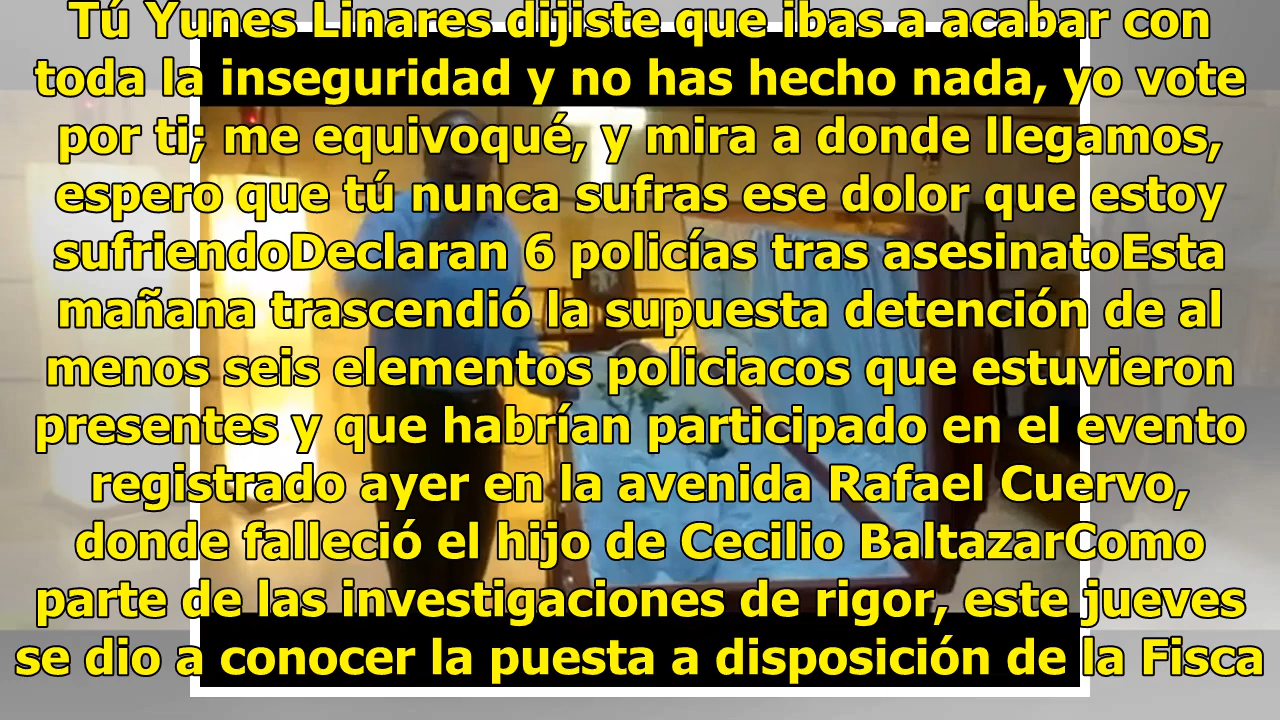 Tú Yunes Linares dijiste que ibas a acabar con
toda la inseguridad y no has hecho nada, yo vote
por ti; me equivoqué, y mira a donde llegamos,
espero que tú nunca sufras ese dolor que estoy
sufriendoDeclaran 6 policías tras asesinatoEsta
mañana trascendió la supuesta detención de al
menos seis elementos policiacos que estuvieron
presentes y que habrían participado en el evento
registrado ayer en la avenida Rafael Cuervo,
donde falleció el hijo de Cecilio BaltazarComo
parte de las investigaciones de rigor, este jueves
se dio a conocer la puesta a disposición de la Fisca